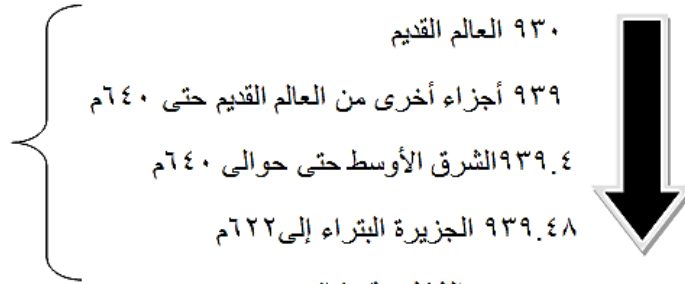 ٩٣٠ العالم القديم
٩٣٩ أجزاء أخرى من العالم القديم حتى ٦٤٠م
٩٣٩.٤الشرق الأوسط حتى حوالى ٦٤٠م
٩٣٩.٤٨ الجزيرة البتراء إلى٦٢٢م